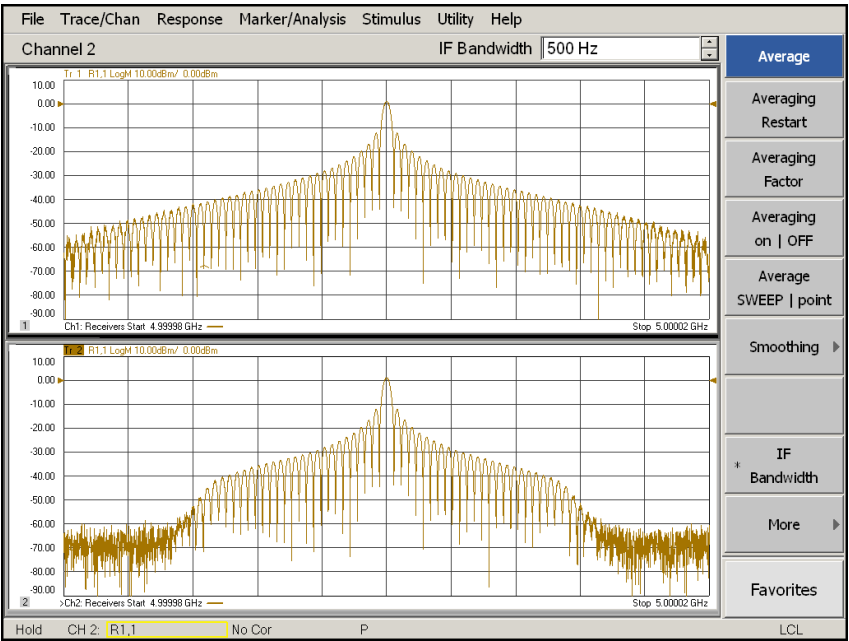 File Trace/Chan Response Marker/Analysis Stimulus Utility Help
Channel 2 IF Bandwidth 500 Hz
Tr 1 R1,1 LogM 10.00dBm/ 0.00dBm
10.00
0.00
-10.00
-20.00
-30.00
-40.00
-50.00
-60.00
-70.00
-80.00
-90.00
1 Ch1: Receivers Start 4.99998 GHz Stop 5.00002 GHz
Tr 2 R1,1 LogM 10.00dBm/ 0.00dBm
10.00
0.00
-10.00
-20.00
-30.00
-40.00
-50.00
-60.00
-70.00
-80.00
-90.00
2 >Ch2: Receivers Start 4.99998 GHz Stop 5.00002 GHz
Average
Averaging
Restart
Averaging
Factor
Averaging
on | OFF
Average
SWEEP | point
Smoothing
IF
* Bandwidth
More
Favorites
Hold CH 2: R1,1 No Cor P LCL